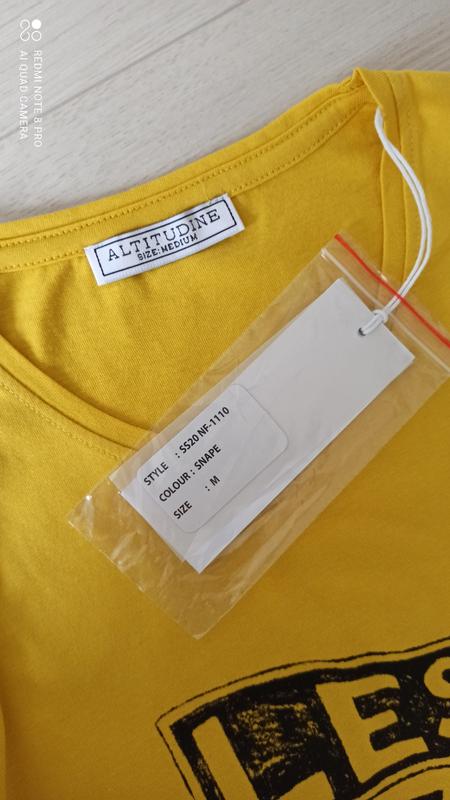 REDMI NOTE 8 PRO
AI QUAD CAMERA
ALTITUDINE
SIZE:MEDIUM
STYLE : SS20 NF-1110
COLOUR : SNAPE
SIZE : M
LES